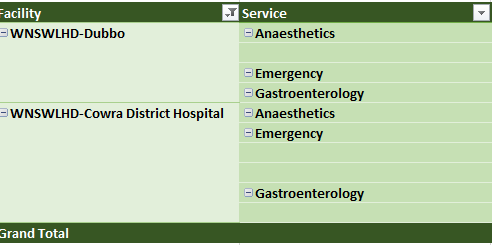 Facility Service
WNSWLHD-Dubbo Anaesthetics
Emergency
Gastroenterology
WNSWLHD-Cowra District Hospital Anaesthetics
Emergency
Gastroenterology
Grand Total